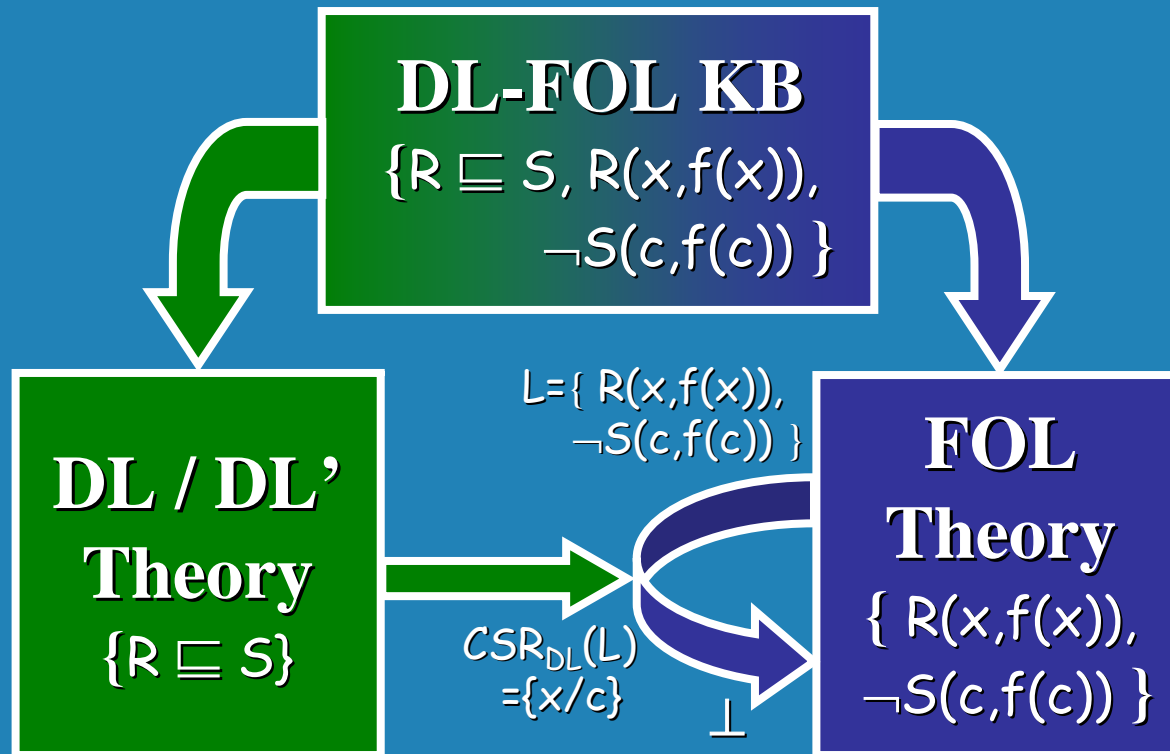 DL-FOL KB
{R ⊑ S, R(x,f(x)),
¬S(c,f(c)) }
L={ R(x,f(x)),
¬S(c,f(c)) }
DL / DL’
Theory
{R ⊑ S}
CSR_DL(L)
={x/c}
⊥
FOL
Theory
{ R(x,f(x)),
¬S(c,f(c)) }